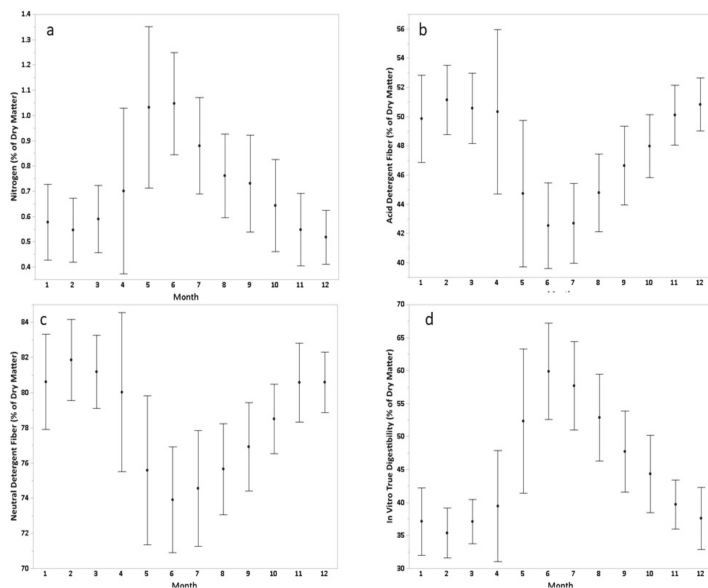 a
Nitrogen (% of Dry Matter)
1.4
1.3
1.2
1.1
1.0
0.9
0.8
0.7
0.6
0.5
0.4
1 2 3 4 5 6 7 8 9 10 11 12
Month
b
Acid Detergent Fiber (% of Dry Matter)
56
54
52
50
48
46
44
42
40
1 2 3 4 5 6 7 8 9 10 11 12
Month
c
Neutral Detergent Fiber (% of Dry Matter)
84
82
80
78
76
74
72
70
1 2 3 4 5 6 7 8 9 10 11 12
Month
d
In Vitro True Digestibility (% of Dry Matter)
70
65
60
55
50
45
40
35
30
1 2 3 4 5 6 7 8 9 10 11 12
Month